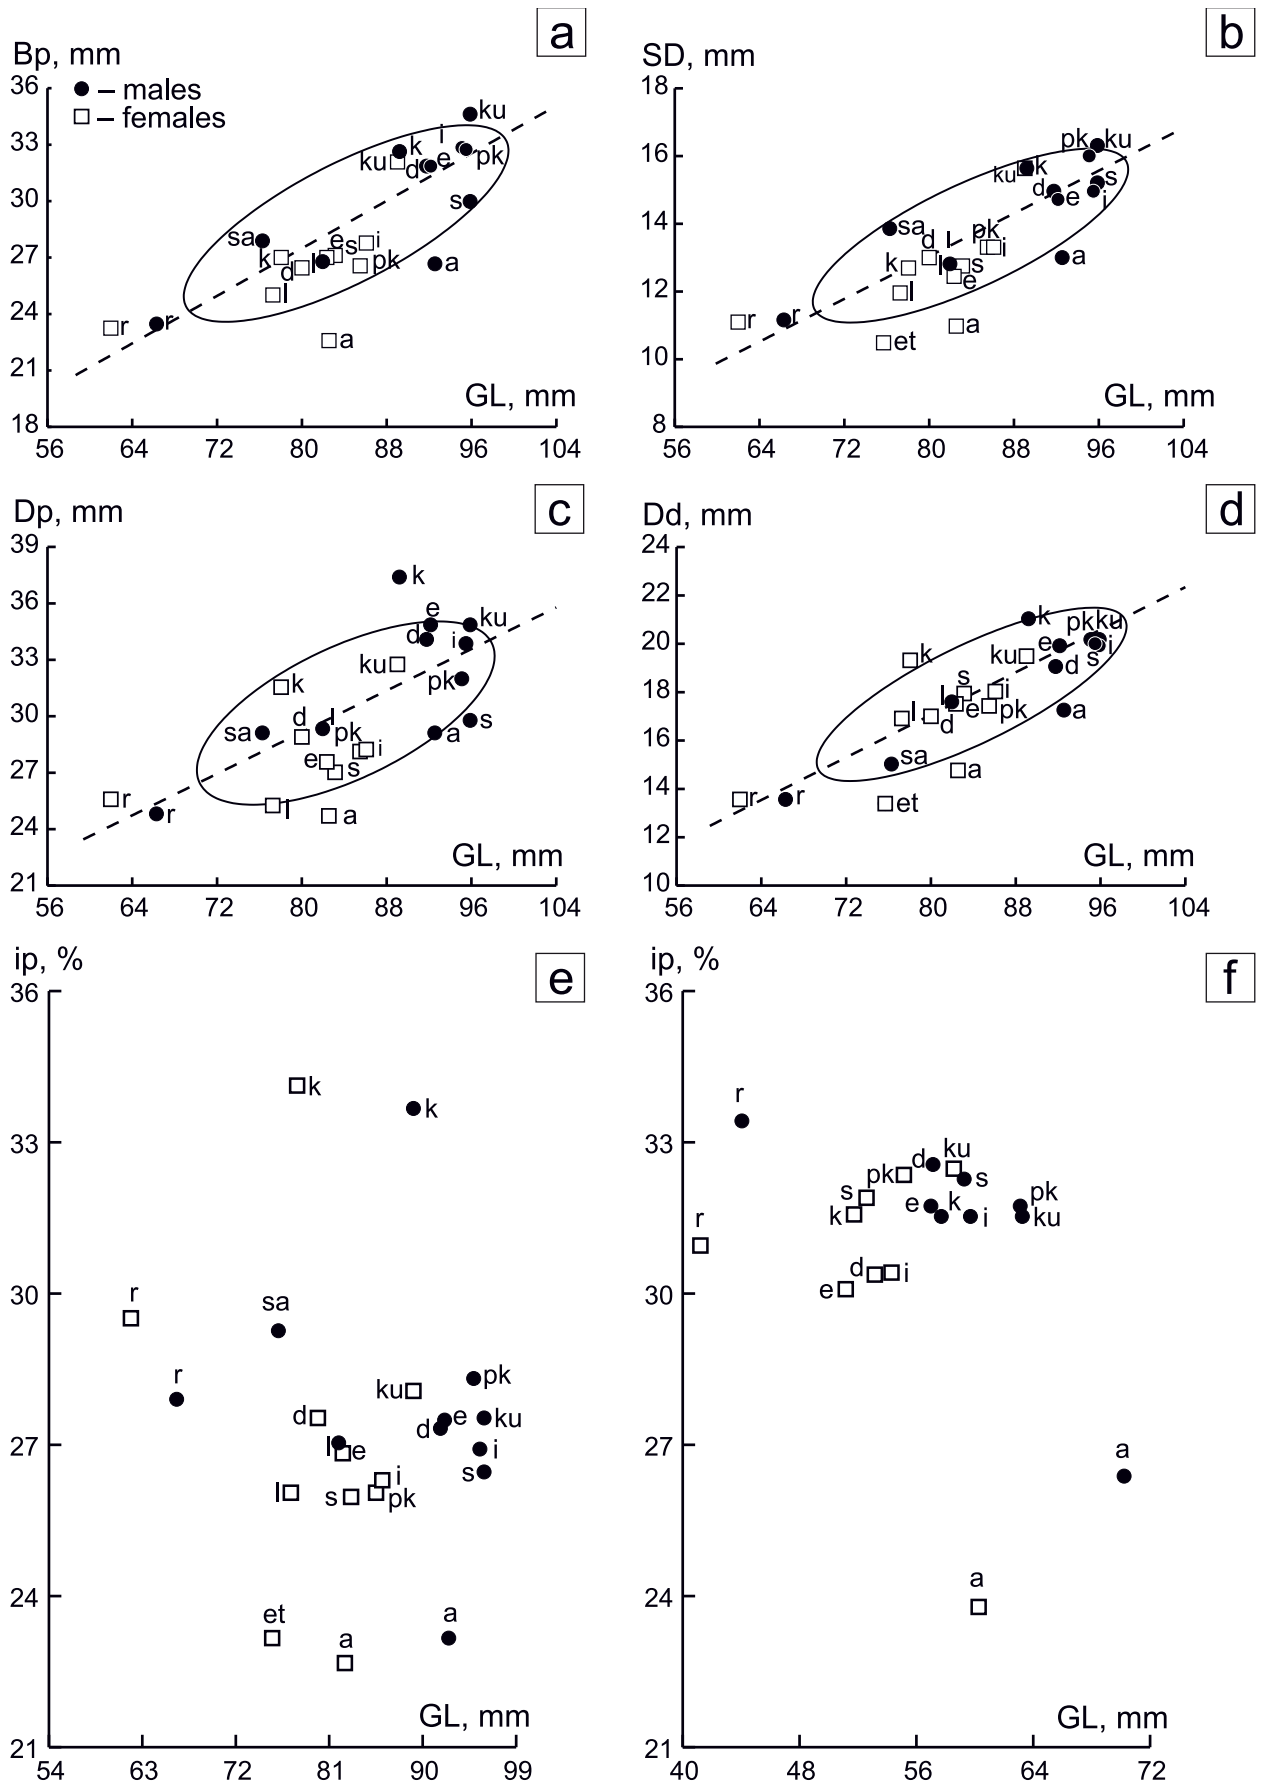 a
Bp, mm
36
● – males
□ – females
ku
i
k
33
ku
d
e
pk
30
s
sa
27
k
e
s
i
d
l
pk
a
l
24
r
r
a
21
GL, mm
18
56 64 72 80 88 96 104
b
SD, mm
18
pk
ku
16
k
ku
s
d
e
i
14
sa
l
pk
d
i
a
k
l
s
e
12
l
r
r
a
et
10
GL, mm
8
56 64 72 80 88 96 104
c
Dp, mm
39
k
36
e
ku
d
i
33
ku
pk
k
30
s
l
d
sa
pk
a
i
e
s
27
r
l
r
a
24
GL, mm
21
56 64 72 80 88 96 104
d
Dd, mm
24
22
k
pk
ku
20
e
i
k
ku
s
d
18
s
l
i
l
e
pk
a
d
16
sa
a
14
r
r
et
12
GL, mm
10
56 64 72 80 88 96 104
e
ip, %
36
k
k
33
30
r
sa
r
pk
ku
d
e
ku
d
27
l
e
i
s
i
l
s
pk
24
et
a
a
GL, mm
21
54 63 72 81 90 99
f
ip, %
36
r
33
d
ku
pk
s
s
pk
k
e
k
i
ku
r
d
i
30
e
27
a
24
a
GL, mm
21
40 48 56 64 72